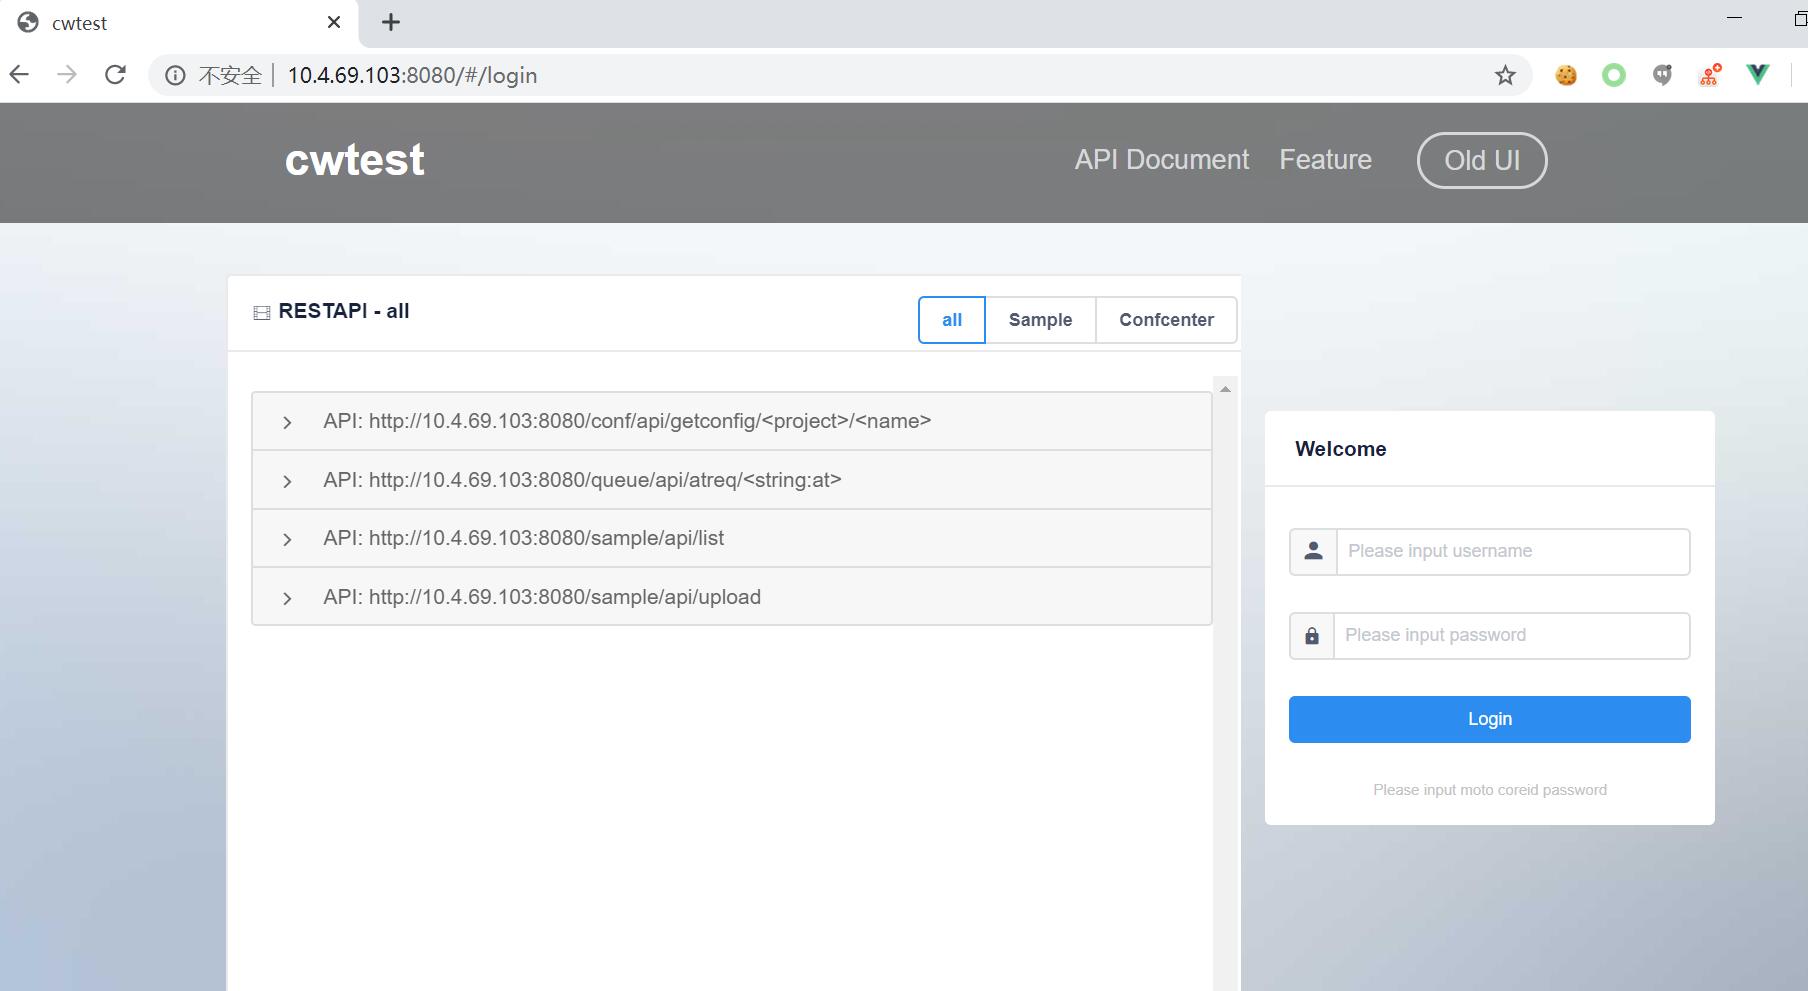 cwtest
不安全 | 10.4.69.103:8080/#/login
cwtest
API Document Feature Old UI
RESTAPI - all
all Sample Confcenter
API: http://10.4.69.103:8080/conf/api/getconfig/<project>/<name>
API: http://10.4.69.103:8080/queue/api/atreq/<string:at>
API: http://10.4.69.103:8080/sample/api/list
API: http://10.4.69.103:8080/sample/api/upload
Welcome
Please input username
Please input password
Login
Please input moto coreid password